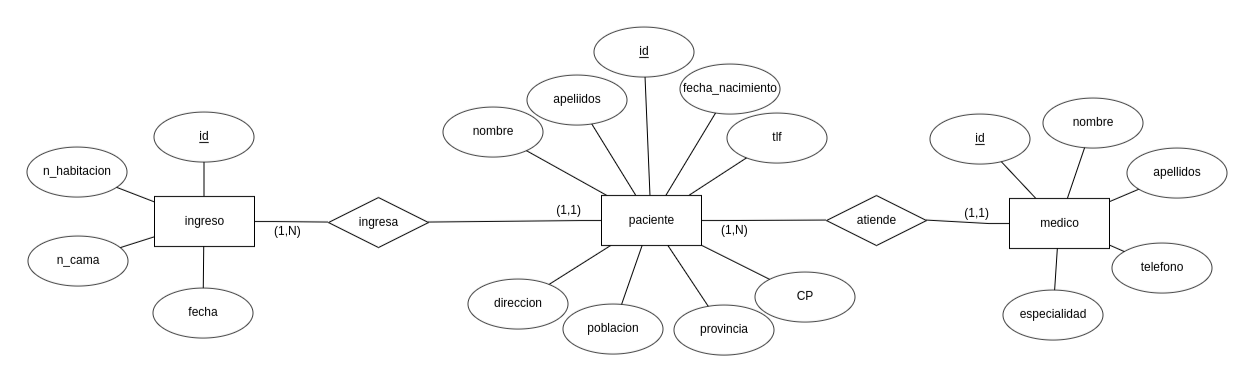 id
fecha_nacimiento
apeliidos
nombre
tlf
id
nombre
id
n_habitacion
apellidos
ingreso
(1,N)
ingresa
(1,1)
paciente
(1,N)
atiende
(1,1)
medico
n_cama
telefono
direccion
CP
fecha
poblacion
provincia
especialidad